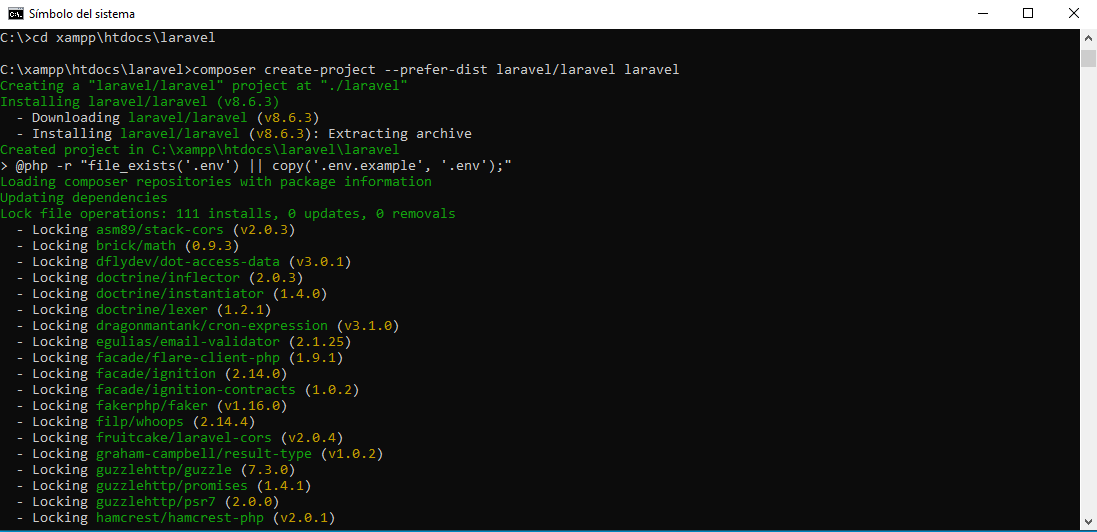 Símbolo del sistema
C:\>cd xampp\htdocs\laravel
C:\xampp\htdocs\laravel>composer create-project --prefer-dist laravel/laravel laravel
Creating a "laravel/laravel" project at "./laravel"
Installing laravel/laravel (v8.6.3)
  - Downloading laravel/laravel (v8.6.3)
  - Installing laravel/laravel (v8.6.3): Extracting archive
Created project in C:\xampp\htdocs\laravel\laravel
> @php -r "file_exists('.env') || copy('.env.example', '.env');"
Loading composer repositories with package information
Updating dependencies
Lock file operations: 111 installs, 0 updates, 0 removals
  - Locking asm89/stack-cors (v2.0.3)
  - Locking brick/math (0.9.3)
  - Locking dflydev/dot-access-data (v3.0.1)
  - Locking doctrine/inflector (2.0.3)
  - Locking doctrine/instantiator (1.4.0)
  - Locking doctrine/lexer (1.2.1)
  - Locking dragonmantank/cron-expression (v3.1.0)
  - Locking egulias/email-validator (2.1.25)
  - Locking facade/flare-client-php (1.9.1)
  - Locking facade/ignition (2.14.0)
  - Locking facade/ignition-contracts (1.0.2)
  - Locking fakerphp/faker (v1.16.0)
  - Locking filp/whoops (2.14.4)
  - Locking fruitcake/laravel-cors (v2.0.4)
  - Locking graham-campbell/result-type (v1.0.2)
  - Locking guzzlehttp/guzzle (7.3.0)
  - Locking guzzlehttp/promises (1.4.1)
  - Locking guzzlehttp/psr7 (2.0.0)
  - Locking hamcrest/hamcrest-php (v2.0.1)